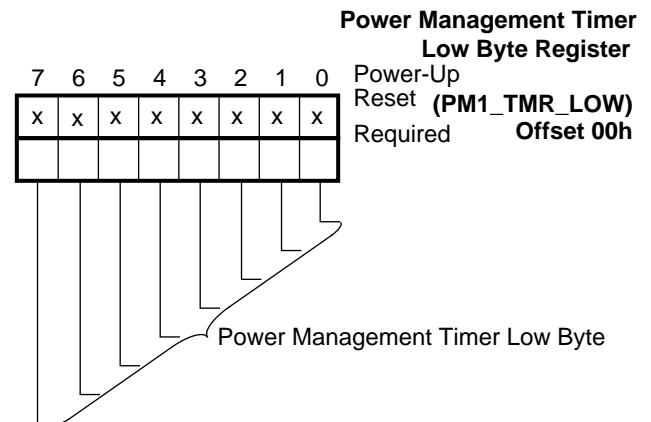 Power Management Timer
Low Byte Register
(PM1_TMR_LOW)
Offset 00h
7 6 5 4 3 2 1 0
Power-Up
Reset
x x x x x x x x
Required
Power Management Timer Low Byte